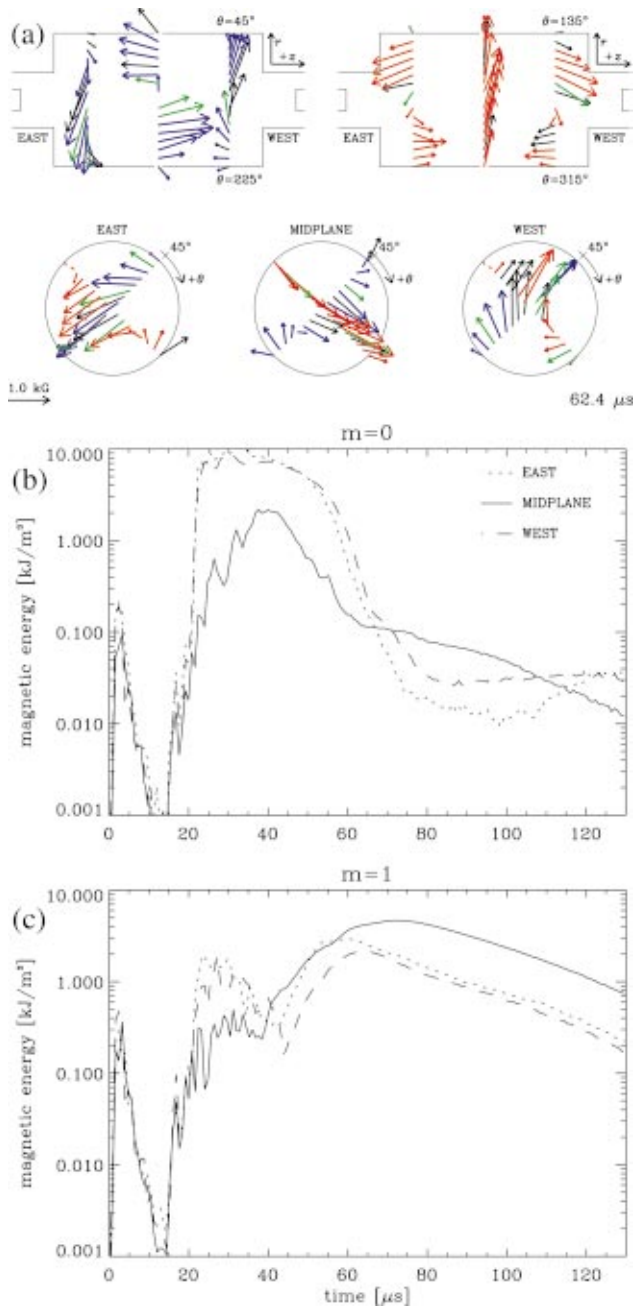 (a)
θ=45°
r
+z
EAST
WEST
θ=225°
θ=135°
r
+z
EAST
WEST
θ=315°
EAST
45°
+θ
MIDPLANE
45°
+θ
WEST
45°
+θ
1.0 kG
62.4 μs
m=0
(b)
magnetic energy [kJ/m³]
10.000
1.000
0.100
0.010
0.001
EAST
MIDPLANE
WEST
0 20 40 60 80 100 120
m=1
(c)
magnetic energy [kJ/m³]
10.000
1.000
0.100
0.010
0.001
0 20 40 60 80 100 120
time [μs]